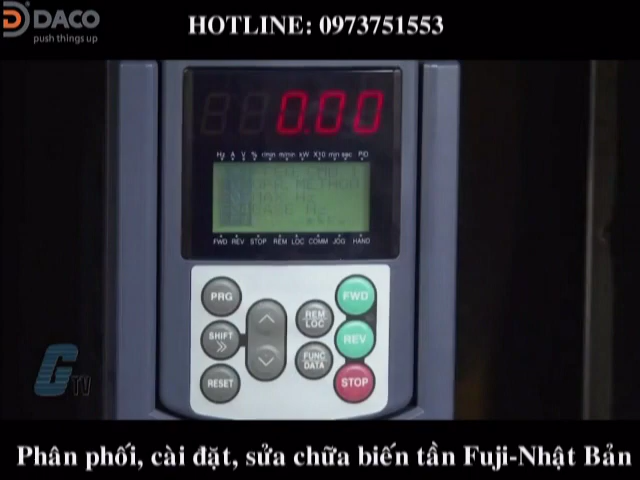 DACO
push things up
HOTLINE: 0973751553
0.00
Hz A V % r/min m/min kW X10 min sec PID
FWD REV STOP REM LOC COMM JOG HAND
PRG
FWD
REM
LOC
SHIFT
REV
FUNC
DATA
RESET
STOP
G TV
Phân phối, cài đặt, sửa chữa biến tần Fuji-Nhật Bản